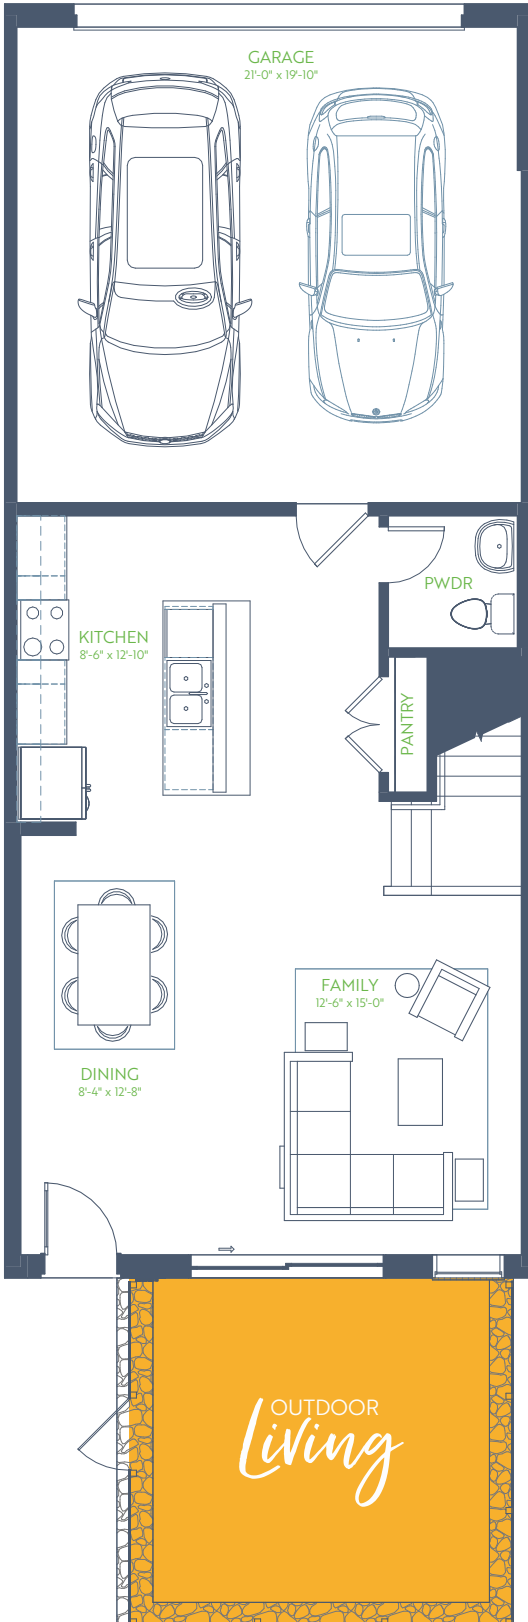 GARAGE
21'-0" x 19'-10"
PWDR
KITCHEN
8'-6" x 12'-10"
PANTRY
FAMILY
12'-6" x 15'-0"
DINING
8'-4" x 12'-8"
OUTDOOR
Living